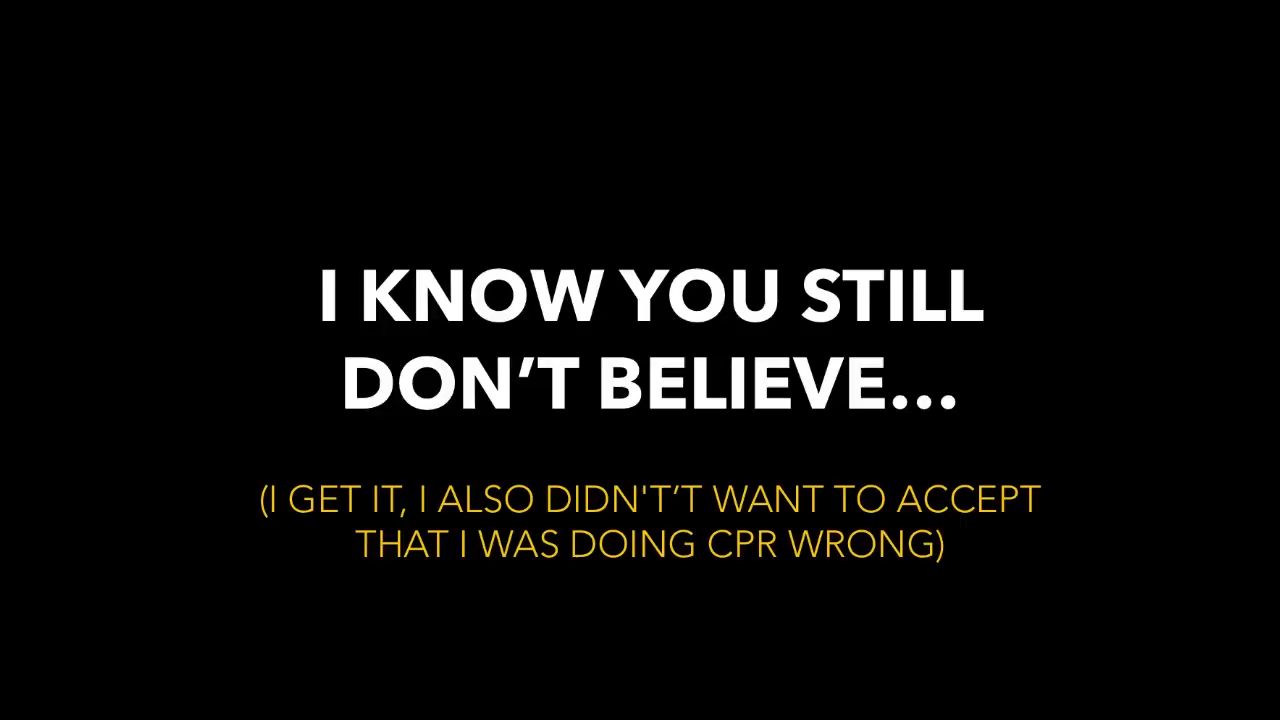 I KNOW YOU STILL
DON’T BELIEVE...
(I GET IT, I ALSO DIDN'T’T WANT TO ACCEPT
THAT I WAS DOING CPR WRONG)